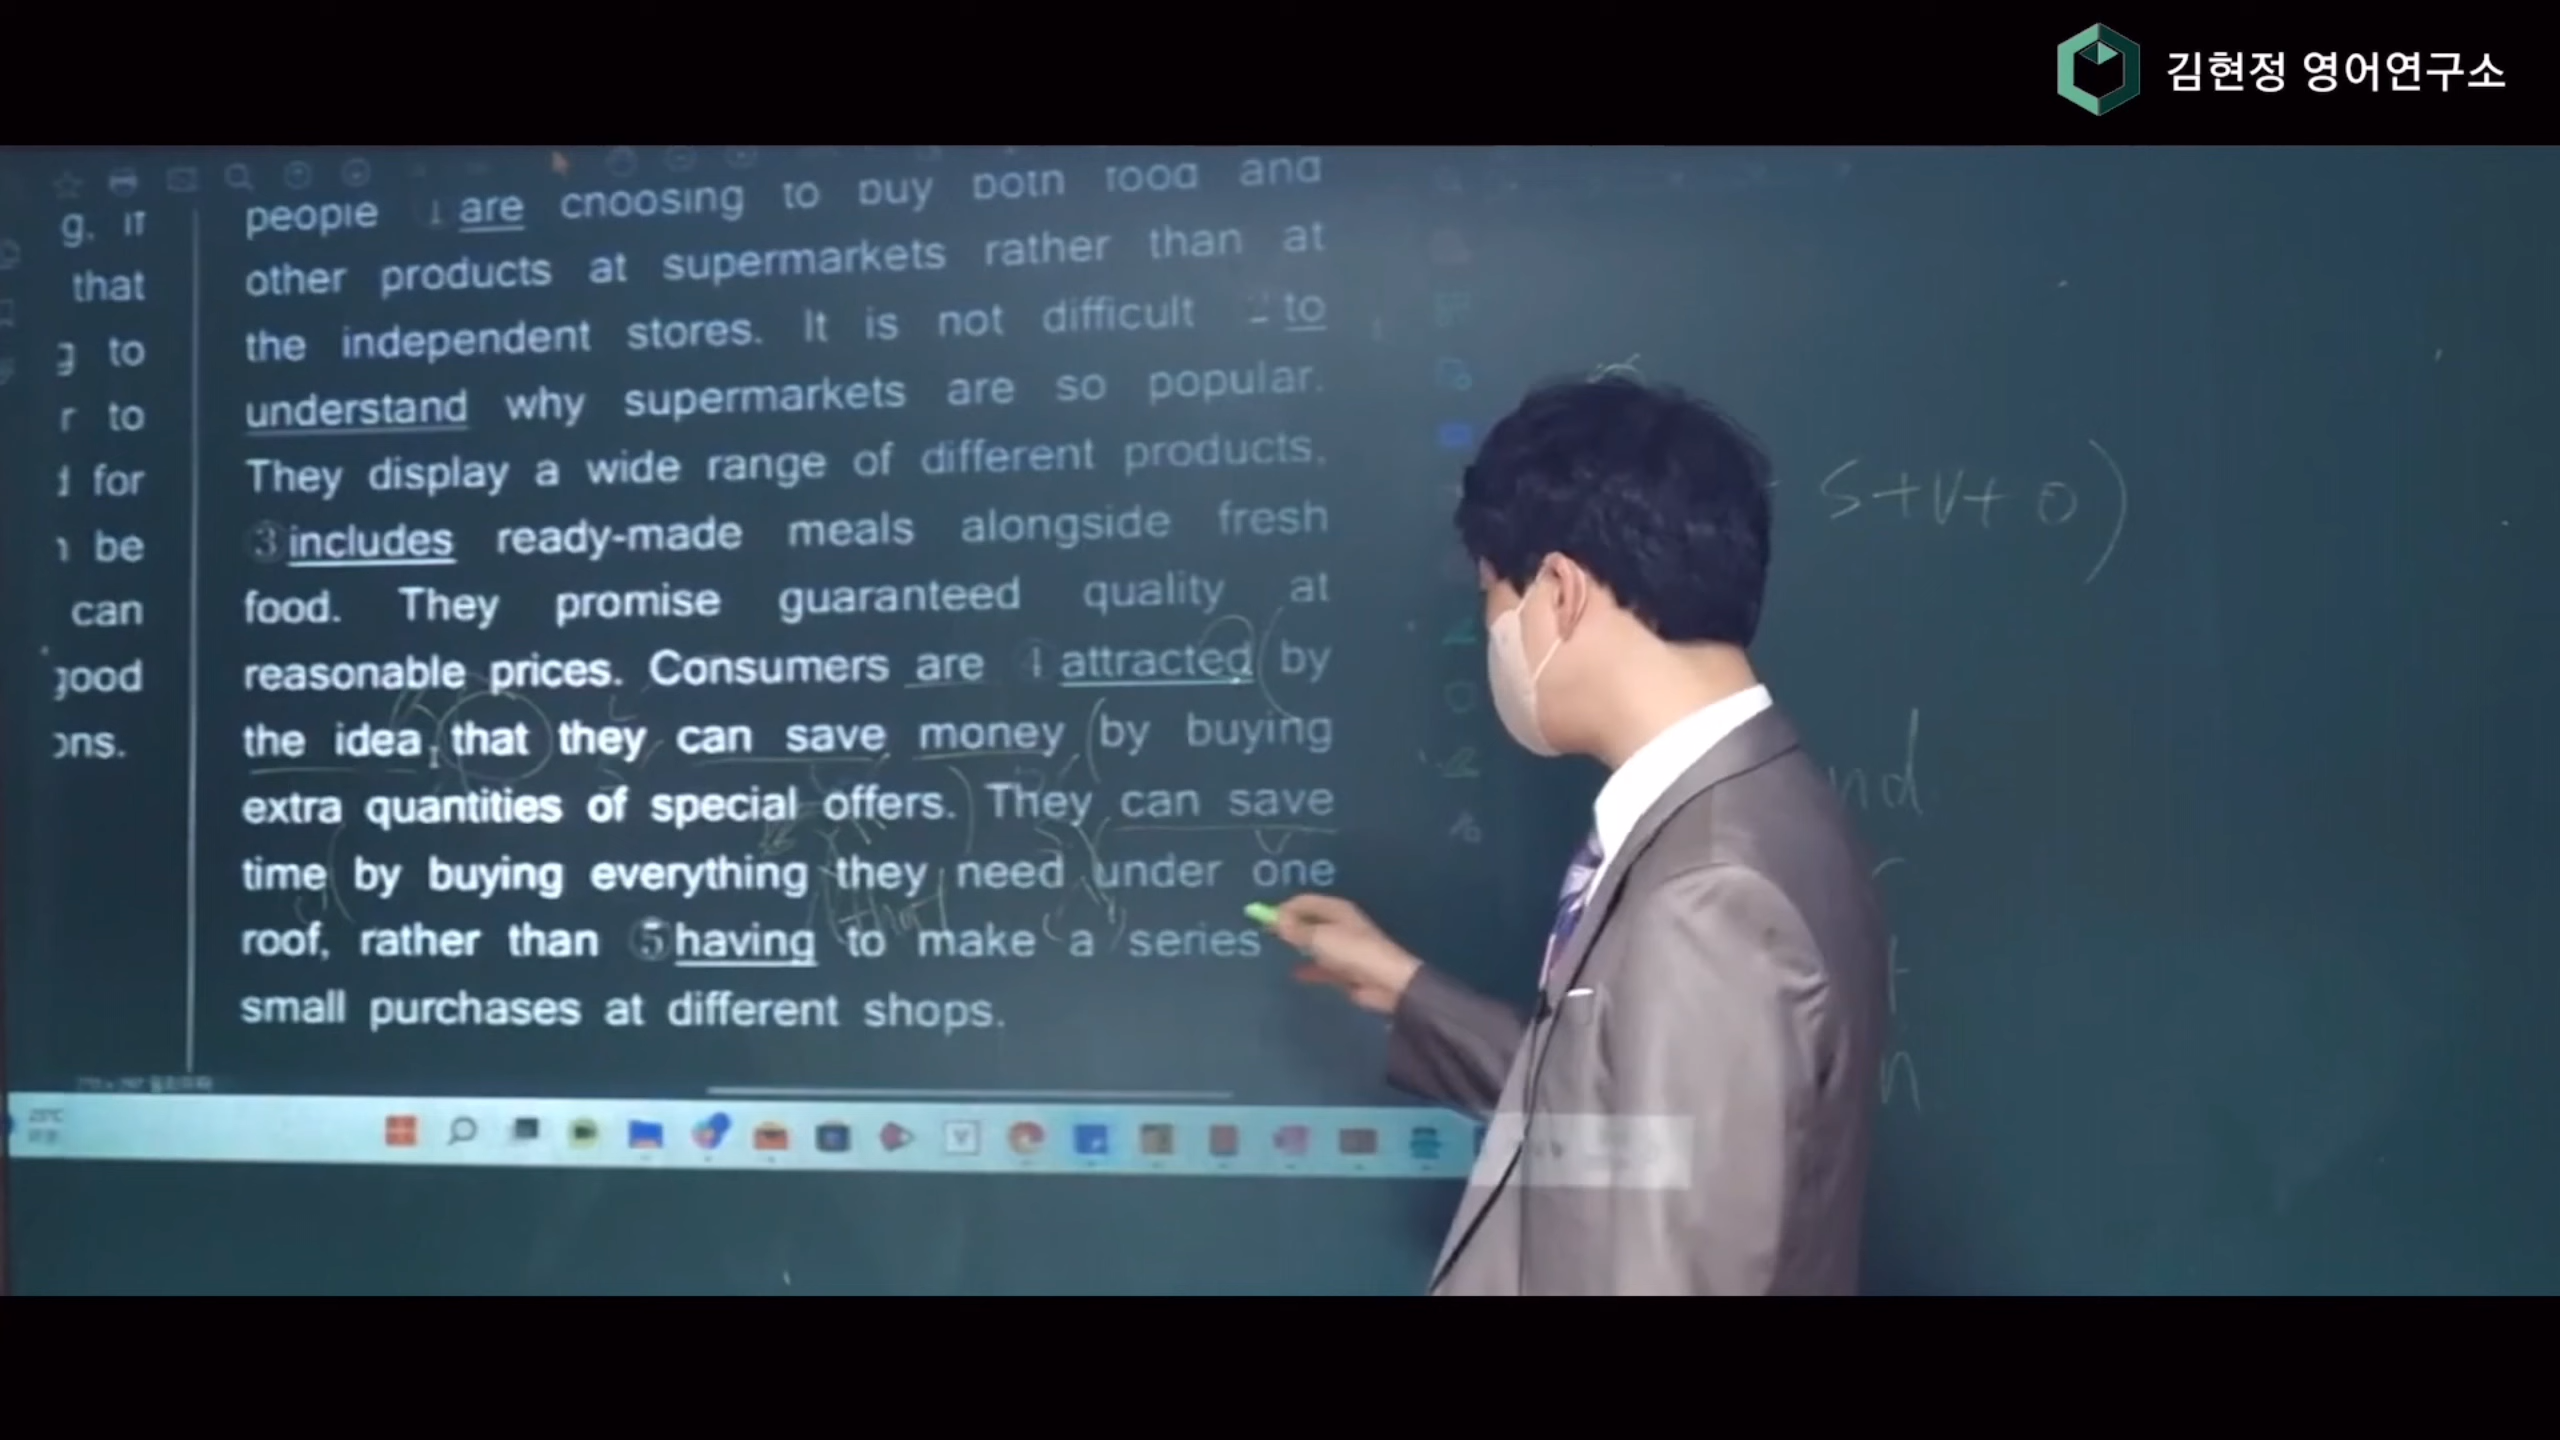 김현정 영어연구소
people 1 are choosing to buy both food and
other products at supermarkets rather than at
the independent stores. It is not difficult 2 to
understand why supermarkets are so popular.
They display a wide range of different products,
③ includes ready-made meals alongside fresh
food. They promise guaranteed quality at
reasonable prices. Consumers are 4 attracted by
the idea that they can save money by buying
extra quantities of special offers. They can save
time by buying everything they need under one
roof, rather than ⑤ having to make a series
small purchases at different shops.
g. If
that
to
r to
for
be
can
good
ons.
S+V+O)
nd
that
n